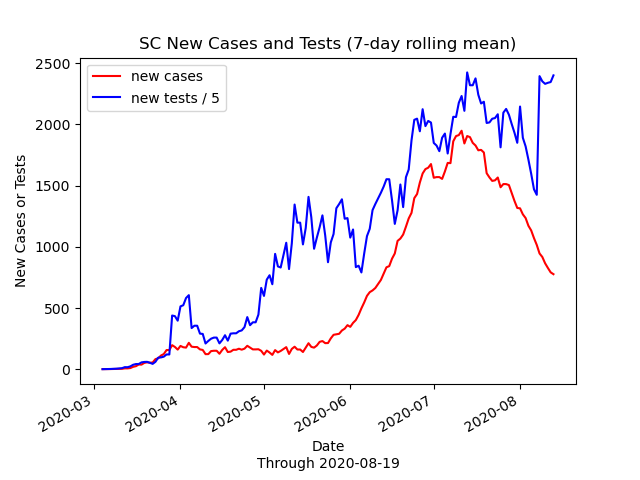 SC New Cases and Tests (7-day rolling mean)
new cases
new tests / 5
New Cases or Tests
2500
2000
1500
1000
500
0
2020-03
2020-04
2020-05
2020-06
2020-07
2020-08
Date
Through 2020-08-19